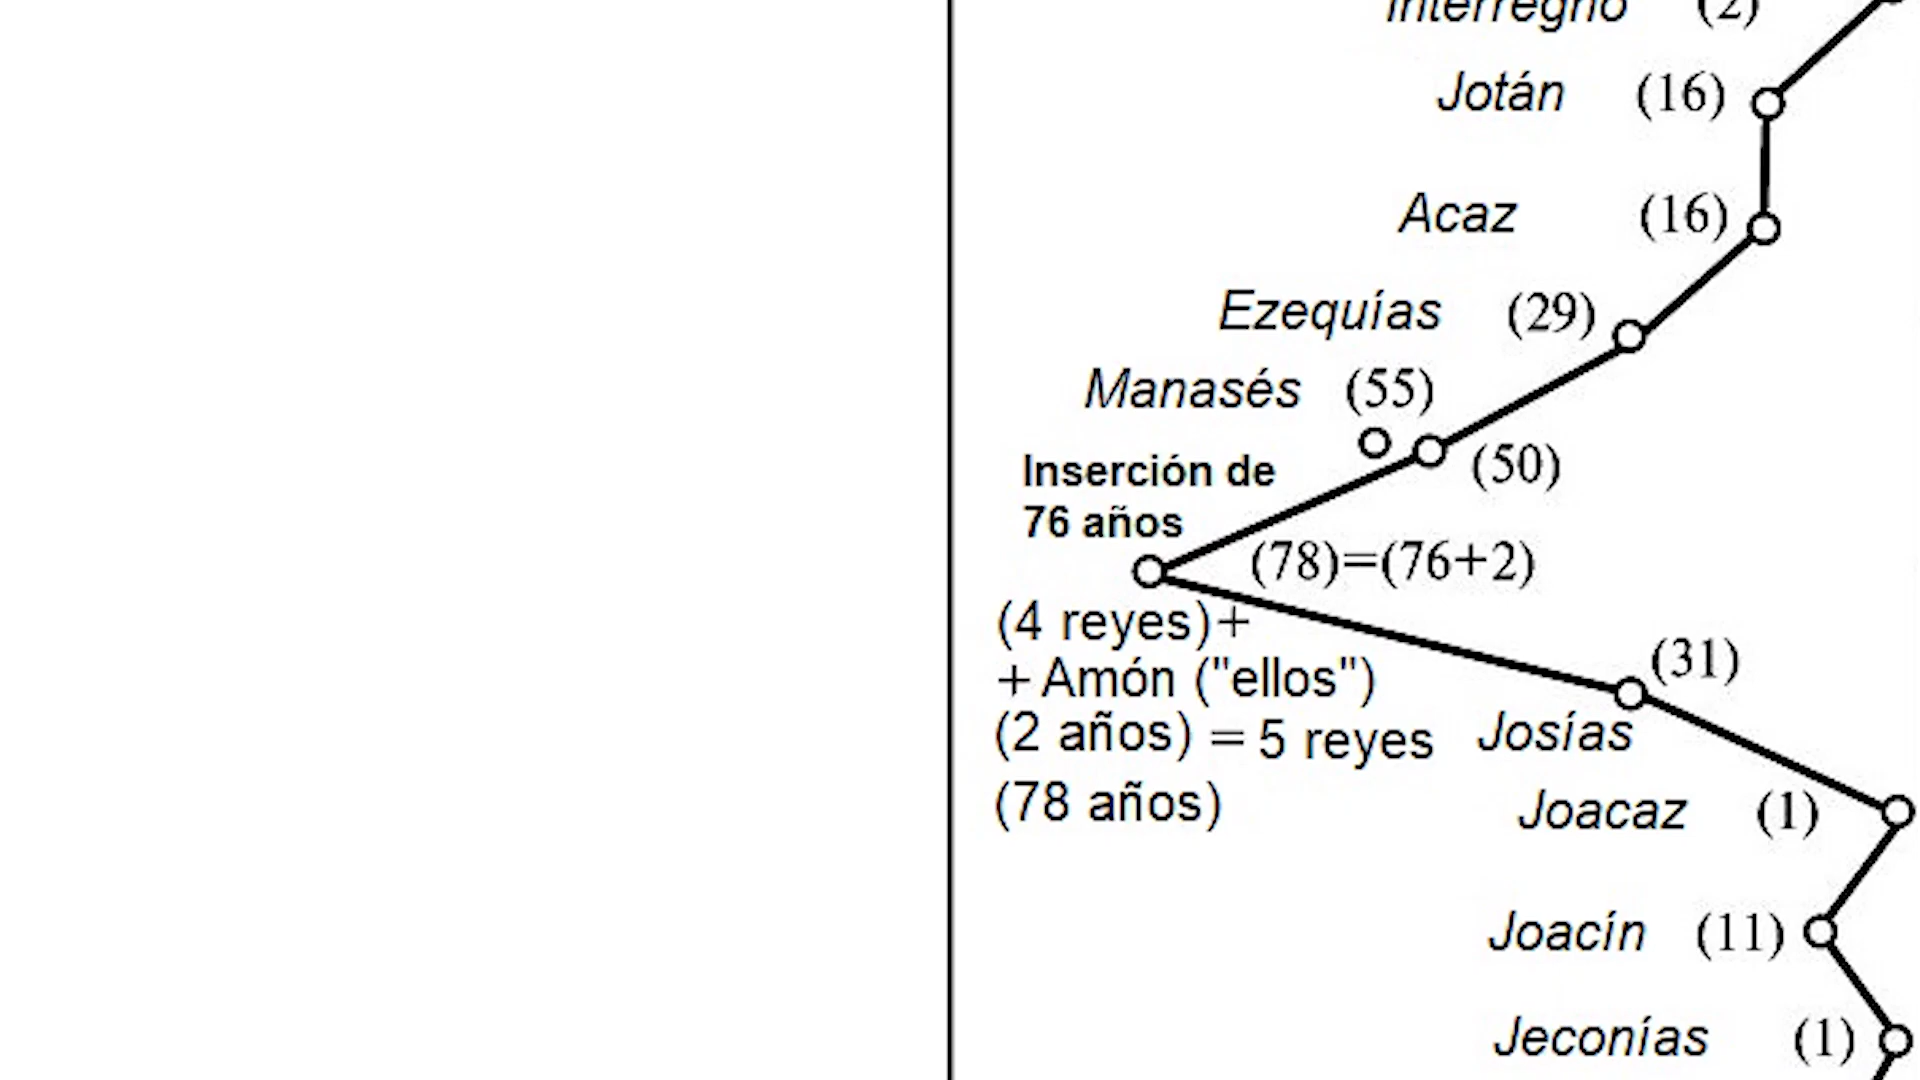 Interregno (2)
Jotán (16)
Acaz (16)
Ezequías (29)
Manasés (55)
(50)
Inserción de
76 años
(78)=(76+2)
(4 reyes)+
+ Amón ("ellos")
(2 años) = 5 reyes
(78 años)
(31)
Josías
Joacaz (1)
Joacín (11)
Jeconías (1)